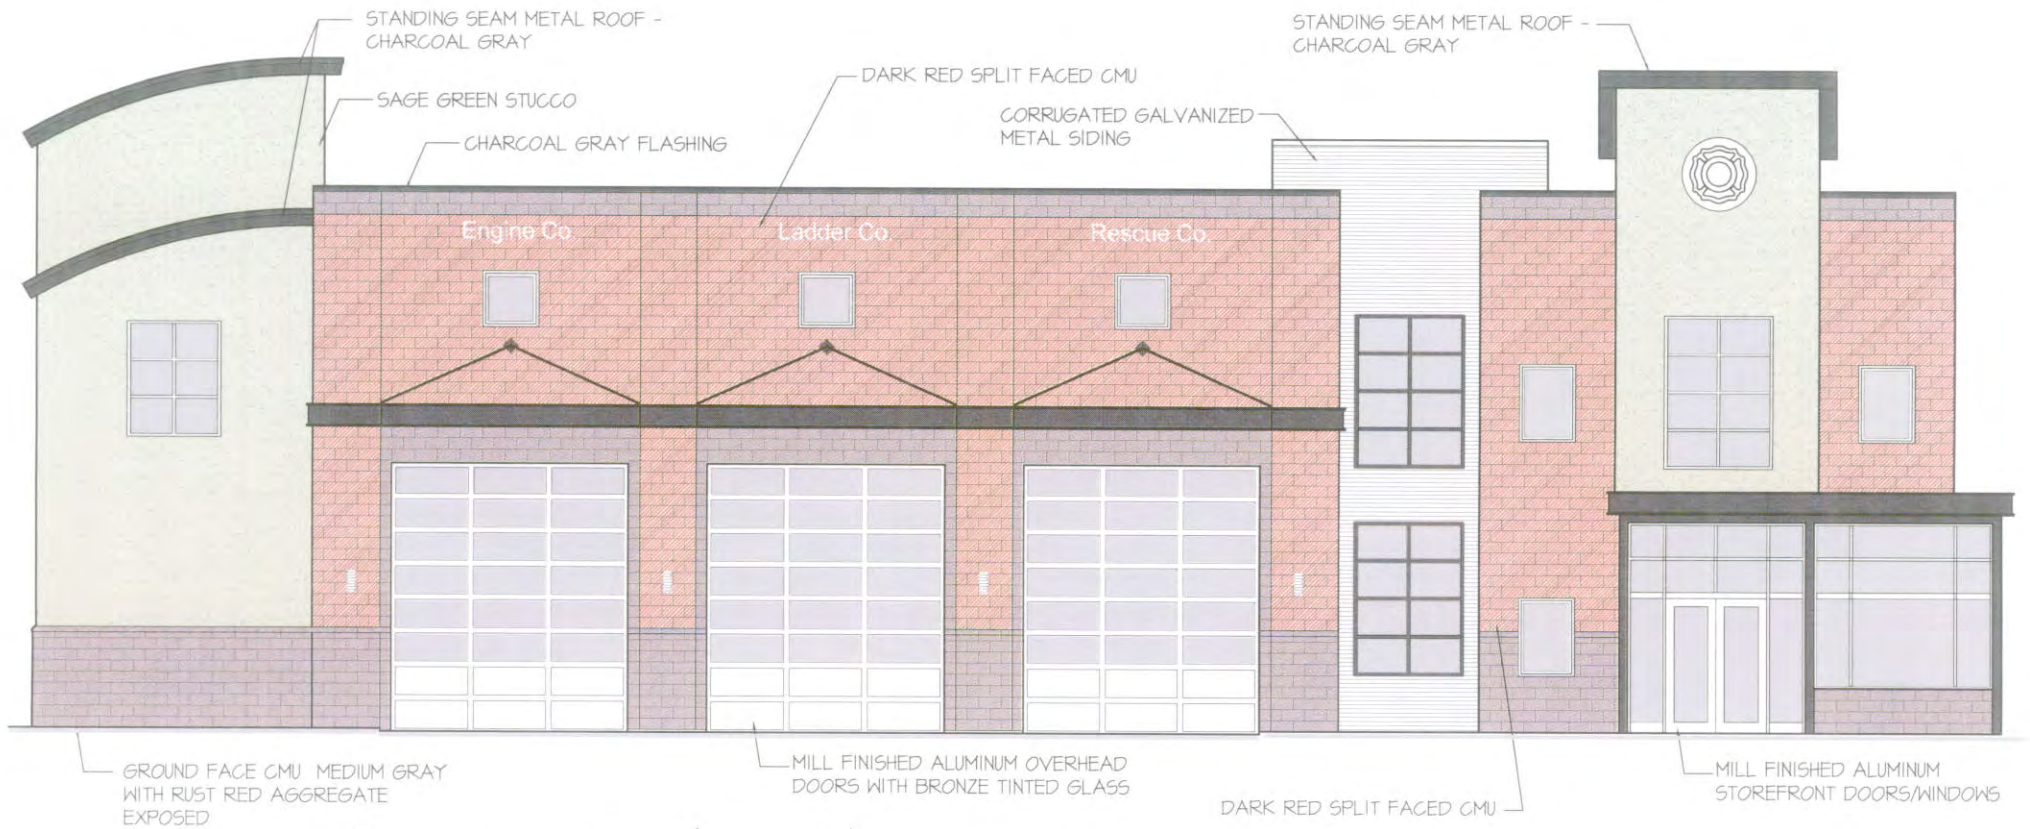 STANDING SEAM METAL ROOF -
CHARCOAL GRAY
STANDING SEAM METAL ROOF -
CHARCOAL GRAY
DARK RED SPLIT FACED CMU
SAGE GREEN STUCCO
CORRUGATED GALVANIZED
METAL SIDING
CHARCOAL GRAY FLASHING
Engine Co.
Ladder Co.
Rescue Co.
GROUND FACE CMU MEDIUM GRAY
WITH RUST RED AGGREGATE
EXPOSED
MILL FINISHED ALUMINUM OVERHEAD
DOORS WITH BRONZE TINTED GLASS
DARK RED SPLIT FACED CMU
MILL FINISHED ALUMINUM
STOREFRONT DOORS/WINDOWS